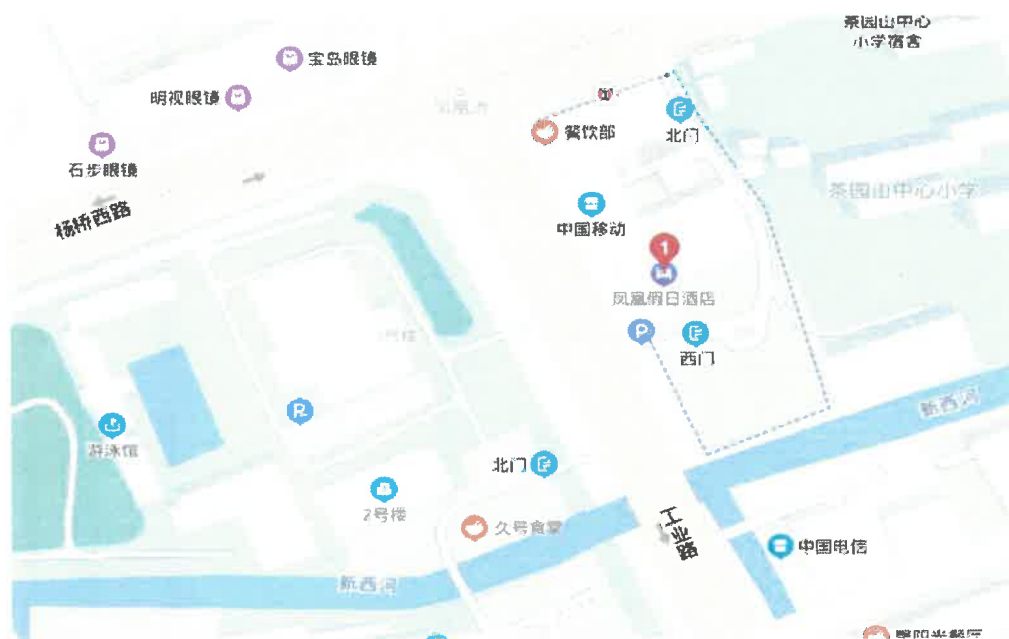 茶园山中心
小学宿舍
宝岛眼镜
明视眼镜
餐饮部
北门
石步眼镜
茶园山中心小学
杨桥西路
中国移动
1
凤凰假日酒店
P
西门
新西河
P
游泳馆
北门
2号楼
久号食堂
工业路
中国电信
新西河